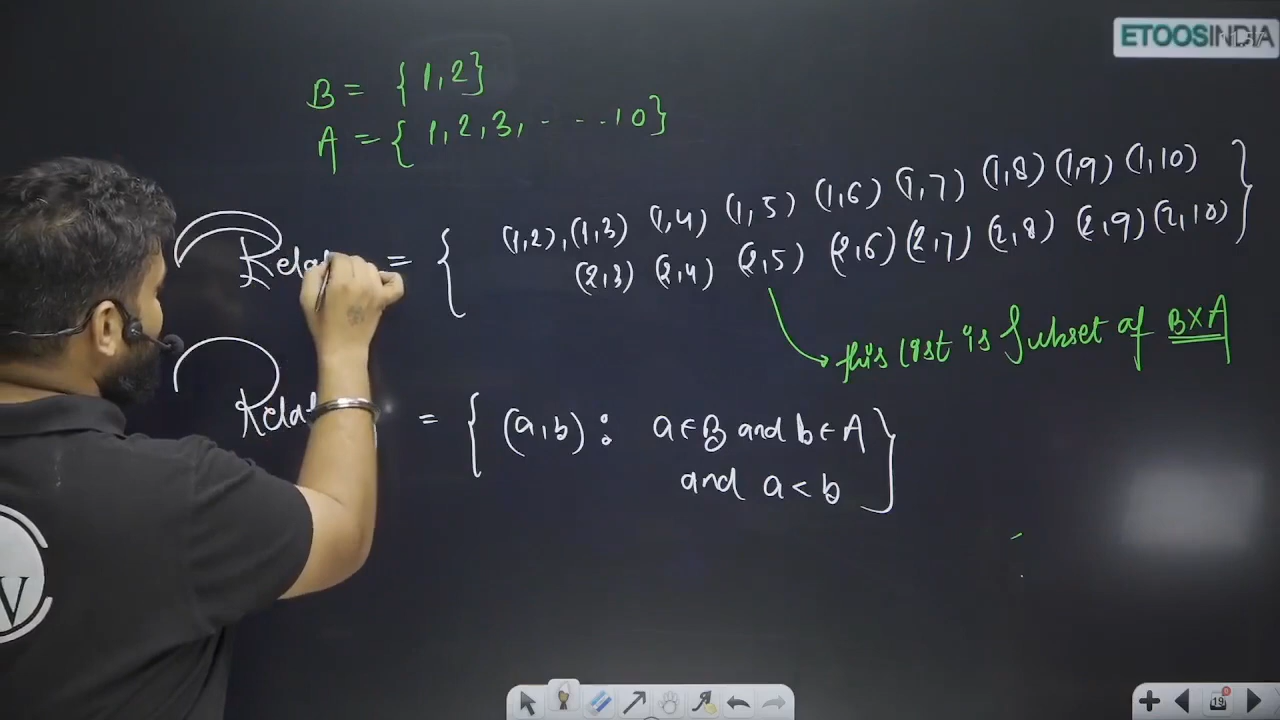 ETOOSINDIA
B = {1,2}
A = {1,2,3, - - ... 10}
= { (1,2), (1,3) (1,4) (1,5) (1,6) (1,7) (1,8) (1,9) (1,10)
(2,3) (2,4) (2,5) (2,6) (2,7) (2,8) (2,9) (2,10) }
this list is Subset of B×A
= { (a,b) : a∈B and b∈A
and a<b }
19